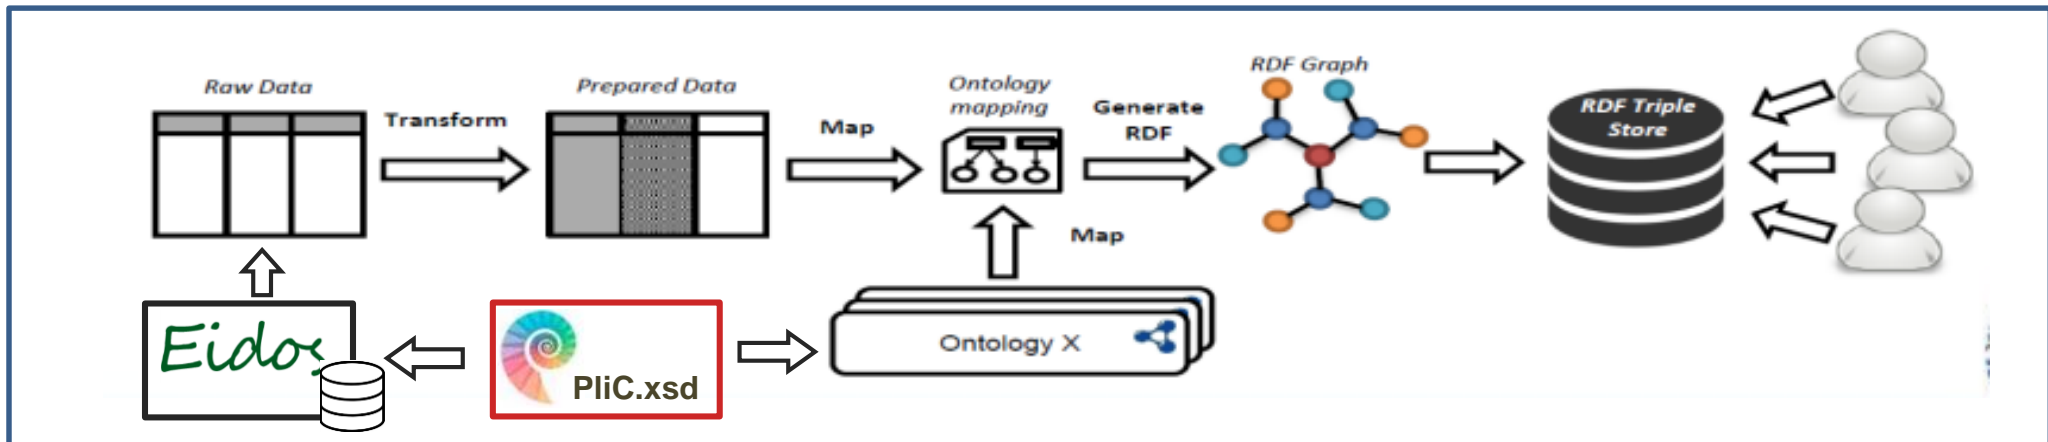 Raw Data
Transform
Prepared Data
Map
Ontology
mapping
Generate
RDF
RDF Graph
RDF Triple
Store
Map
Eidos
PliC.xsd
Ontology X